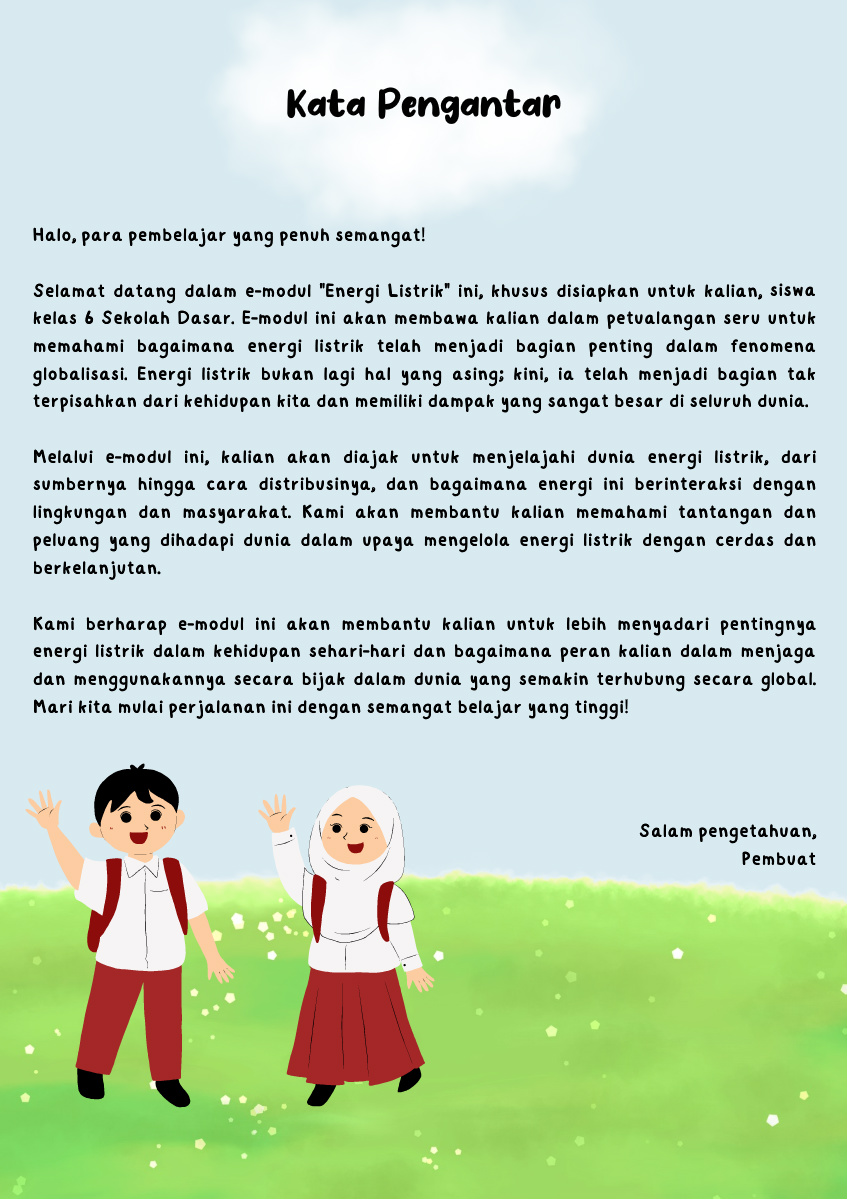 Kata Pengantar
Halo, para pembelajar yang penuh semangat!
Selamat datang dalam e-modul "Energi Listrik" ini, khusus disiapkan untuk kalian, siswa
kelas 6 Sekolah Dasar. E-modul ini akan membawa kalian dalam petualangan seru untuk
memahami bagaimana energi listrik telah menjadi bagian penting dalam fenomena
globalisasi. Energi listrik bukan lagi hal yang asing; kini, ia telah menjadi bagian tak
terpisahkan dari kehidupan kita dan memiliki dampak yang sangat besar di seluruh dunia.
Melalui e-modul ini, kalian akan diajak untuk menjelajahi dunia energi listrik, dari
sumbernya hingga cara distribusinya, dan bagaimana energi ini berinteraksi dengan
lingkungan dan masyarakat. Kami akan membantu kalian memahami tantangan dan
peluang yang dihadapi dunia dalam upaya mengelola energi listrik dengan cerdas dan
berkelanjutan.
Kami berharap e-modul ini akan membantu kalian untuk lebih menyadari pentingnya
energi listrik dalam kehidupan sehari-hari dan bagaimana peran kalian dalam menjaga
dan menggunakannya secara bijak dalam dunia yang semakin terhubung secara global.
Mari kita mulai perjalanan ini dengan semangat belajar yang tinggi!
Salam pengetahuan,
Pembuat